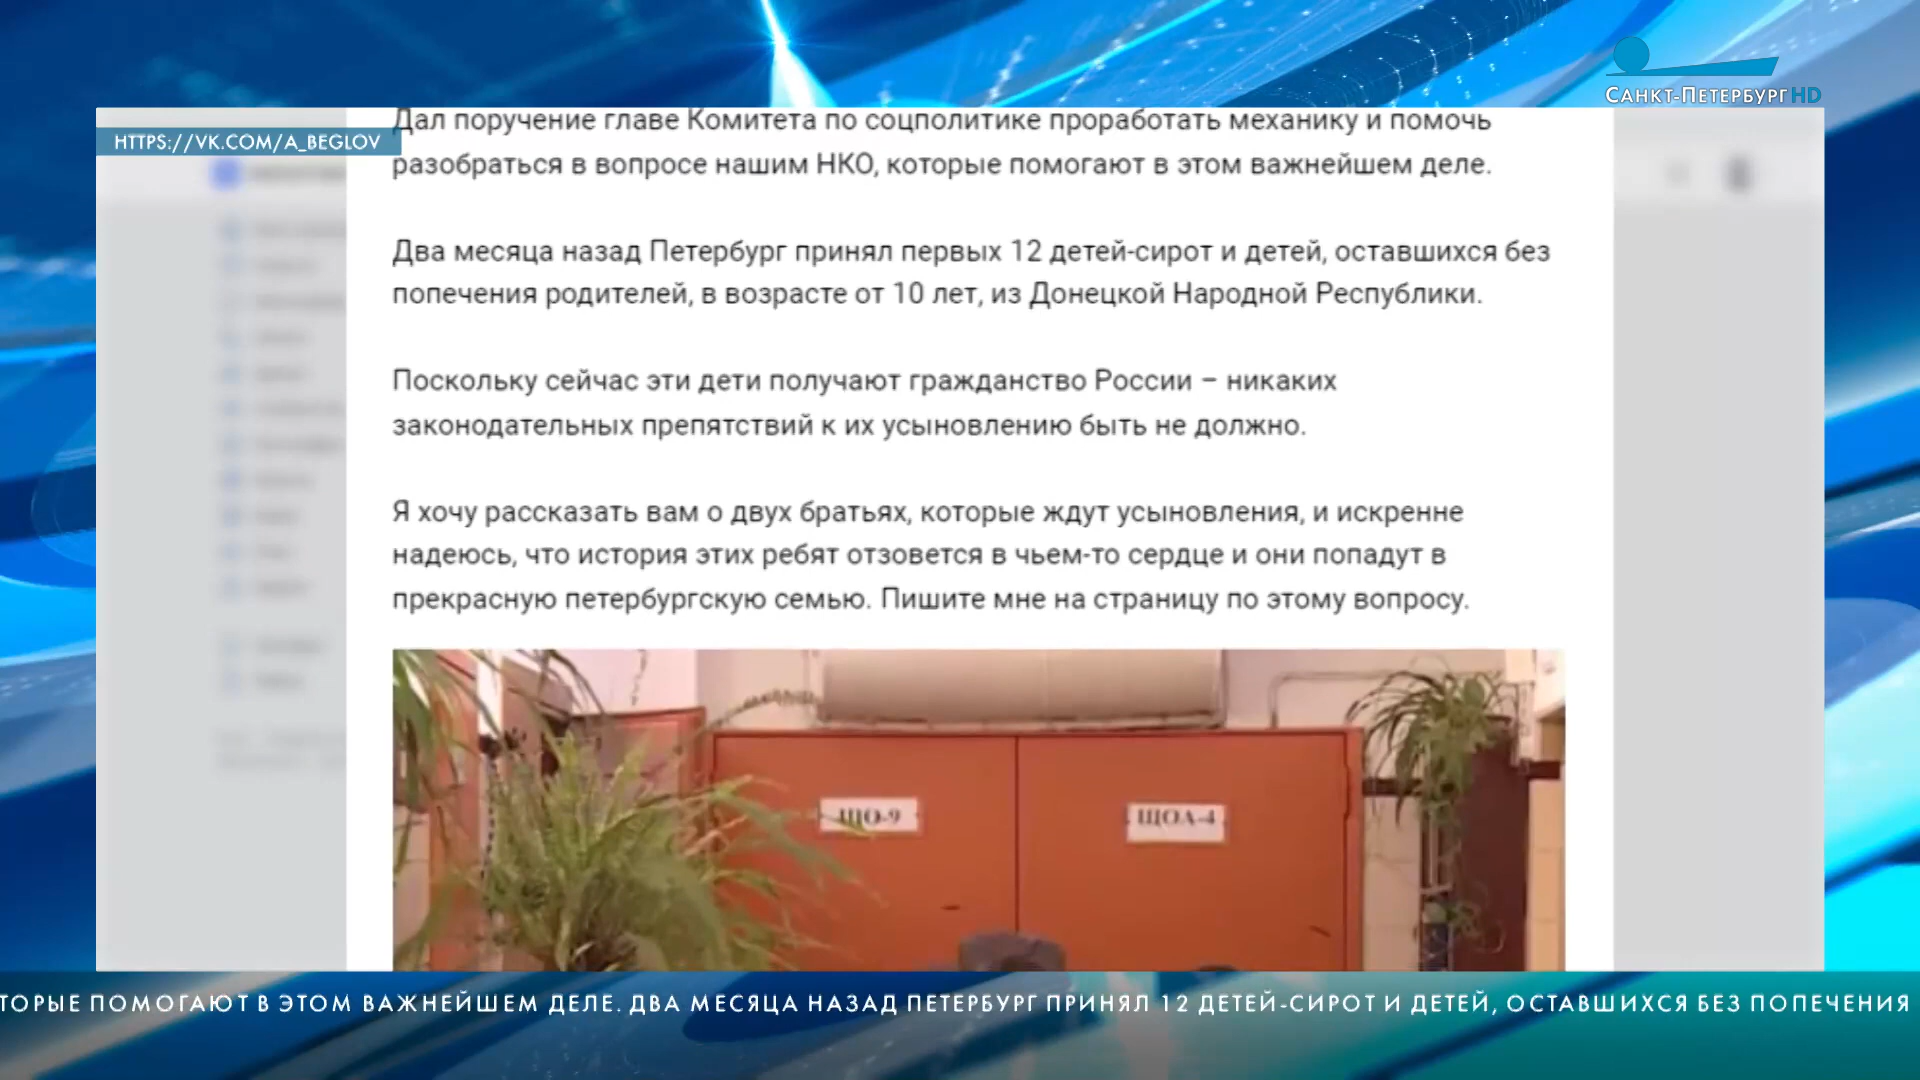 САНКТ-ПЕТЕРБУРГ HD
HTTPS://VK.COM/A_BEGLOV
Дал поручение главе Комитета по соцполитике проработать механику и помочь
разобраться в вопросе нашим НКО, которые помогают в этом важнейшем деле.
Два месяца назад Петербург принял первых 12 детей-сирот и детей, оставшихся без
попечения родителей, в возрасте от 10 лет, из Донецкой Народной Республики.
Поскольку сейчас эти дети получают гражданство России – никаких
законодательных препятствий к их усыновлению быть не должно.
Я хочу рассказать вам о двух братьях, которые ждут усыновления, и искренне
надеюсь, что история этих ребят отзовется в чьем-то сердце и они попадут в
прекрасную петербургскую семью. Пишите мне на страницу по этому вопросу.
ЩО-9
ЩОА-4
ТОРЫЕ ПОМОГАЮТ В ЭТОМ ВАЖНЕЙШЕМ ДЕЛЕ. ДВА МЕСЯЦА НАЗАД ПЕТЕРБУРГ ПРИНЯЛ 12 ДЕТЕЙ-СИРОТ И ДЕТЕЙ, ОСТАВШИХСЯ БЕЗ ПОПЕЧЕНИЯ